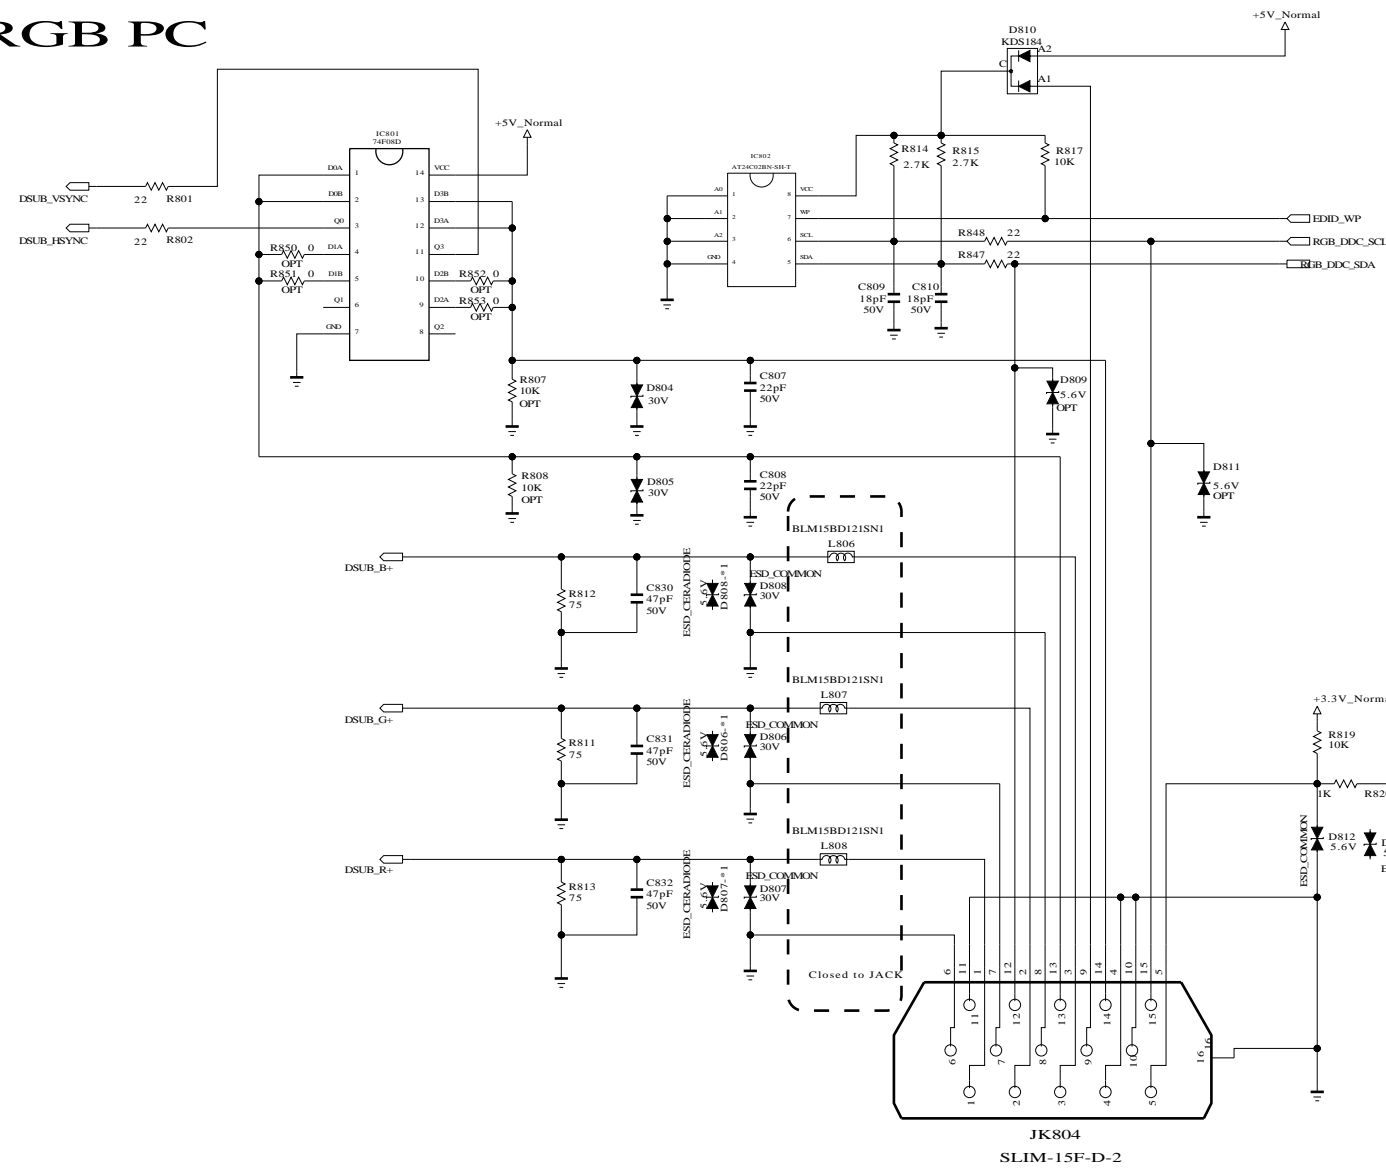 RGB PC
+5V_Normal
D810
KDS184
A2
C
A1
+5V_Normal
IC801
74F08D
D0A 1 14 VCC
D0B 2 13 D3B
Q0 3 12 D3A
D1A 4 11 Q3
D1B 5 10 D2B
Q1 6 9 D2A
GND 7 8 Q2
DSUB_VSYNC
22 R801
DSUB_HSYNC
22 R802
R850 0
OPT
R851 0
OPT
R852 0
OPT
R853 0
OPT
IC802
AT24C02BN-SH-T
A0 1 8 VCC
A1 2 7 WP
A2 3 6 SCL
GND 4 5 SDA
R814
2.7K
R815
2.7K
R817
10K
EDID_WP
R848 22
RGB_DDC_SCL
R847 22
RGB_DDC_SDA
C809
18pF
50V
C810
18pF
50V
R807
10K
OPT
D804
30V
C807
22pF
50V
D809
5.6V
OPT
R808
10K
OPT
D805
30V
C808
22pF
50V
D811
5.6V
OPT
BLM15BD121SN1
L806
DSUB_B+
R812
75
C830
47pF
50V
ESD_CERADIODE
5.6V
D808-*1
ESD_COMMON
D808
30V
BLM15BD121SN1
L807
DSUB_G+
R811
75
C831
47pF
50V
ESD_CERADIODE
5.6V
D806-*1
ESD_COMMON
D806
30V
BLM15BD121SN1
L808
DSUB_R+
R813
75
C832
47pF
50V
ESD_CERADIODE
5.6V
D807-*1
ESD_COMMON
D807
30V
Closed to JACK
+3.3V_Norma
R819
10K
1K R82
ESD_COMMON
D812
5.6V
D
5
E
6 11 1 7 12 2 8 13 3 9 14 4 10 15 5
11 12 13 14 15
6 7 8 9 10
16 16
1 2 3 4 5
JK804
SLIM-15F-D-2